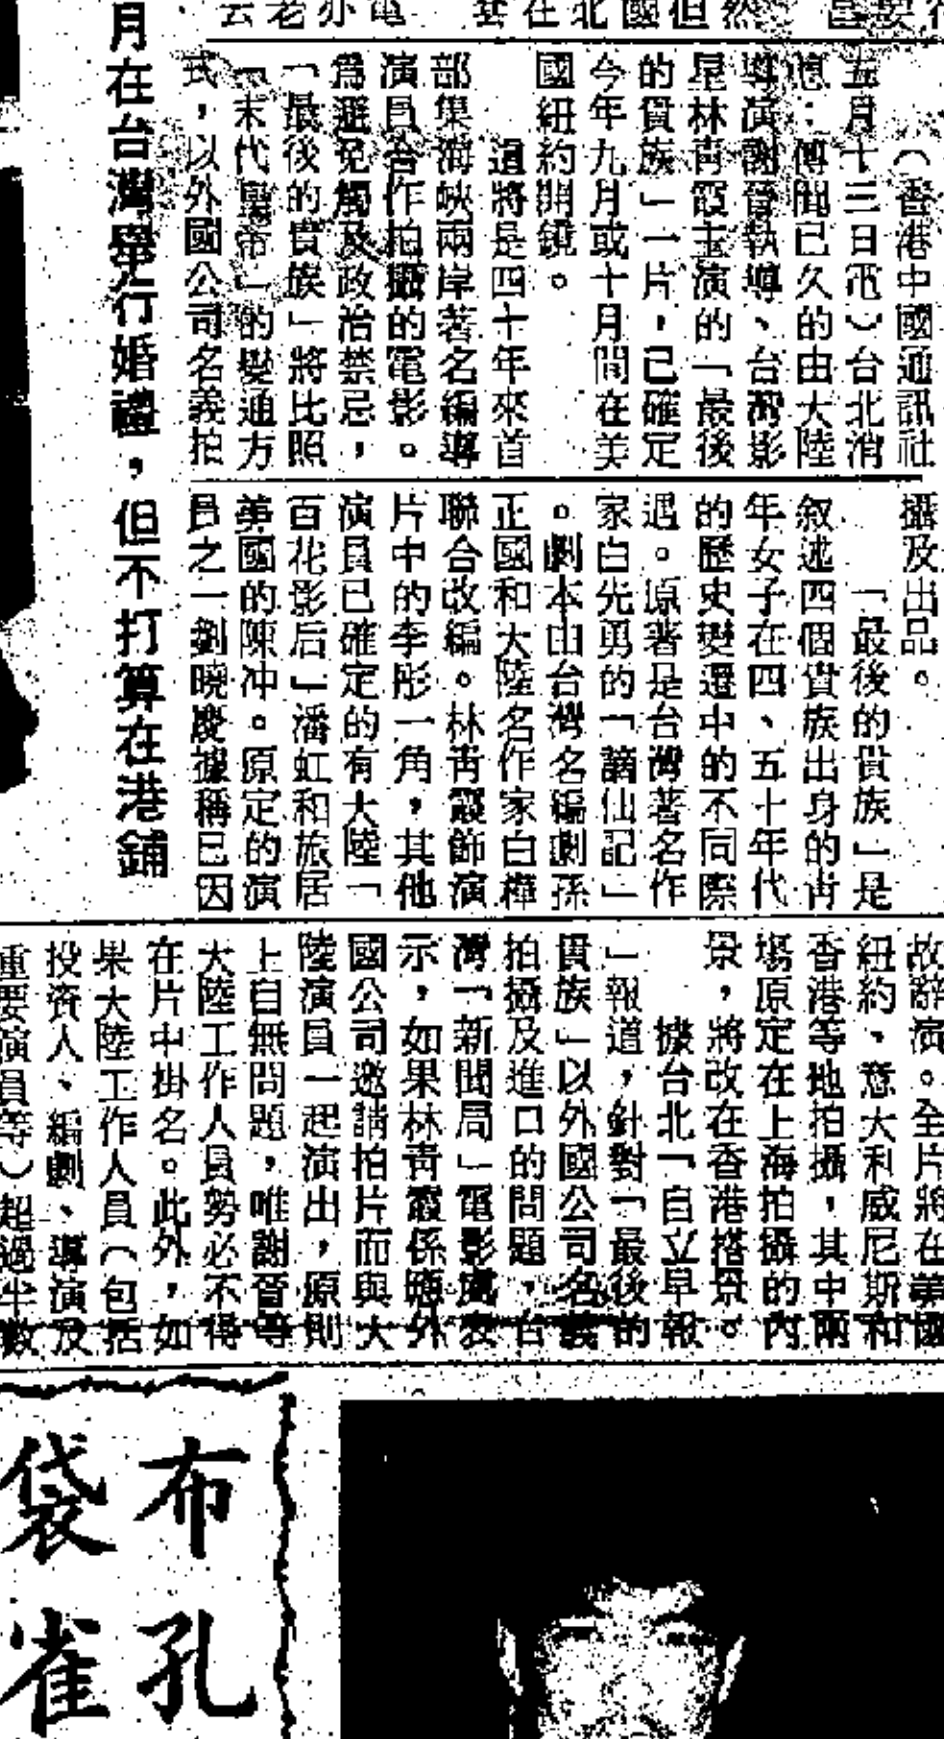 （香港中國通訊社
五月十三日電）台北消
息：傳聞已久的由大陸
導演謝晉執導、台灣影
星林青霞主演的「最後
的貴族」一片，已確定
今年九月或十月間在美
國紐約開鏡。
這將是四十年來首
部集海峽兩岸著名編導
演員合作拍攝的電影。
爲避免觸及政治禁忌，
「最後的貴族」將比照
「末代皇帝」的變通方
式，以外國公司名義拍
攝及出品。
「最後的貴族」是
叙述四個貴族出身的青
年女子在四、五十年代
的歷史變遷中的不同際
遇。原著是台灣著名作
家白先勇的「謫仙記」
。劇本由台灣名編劇孫
正國和大陸名作家白樺
聯合改編。林青霞飾演
片中的李彤一角，其他
演員已確定的有大陸「
百花影后」潘虹和旅居
美國的陳冲。原定的演
員之一劉曉慶據稱已因
故辭演。全片將在美國
紐約、意大利威尼斯和
香港等地拍攝，其中兩
場原定在上海拍攝的內
景，將改在香港搭景。
據台北「自立早報
」報道，針對「最後的
貴族」以外國公司名義
拍攝及進口的問題，台
灣「新聞局」電影處表
示，如果林青霞係應外
國公司邀請拍片而與大
陸演員一起演出，原則
上自無問題，唯謝晉等
大陸工作人員勢必不得
在片中掛名。此外，如
果大陸工作人員（包括
投資人、編劇、導演及
重要演員等）超過半數
月在台灣舉行婚禮，但不打算在港鋪
布孔
袋雀